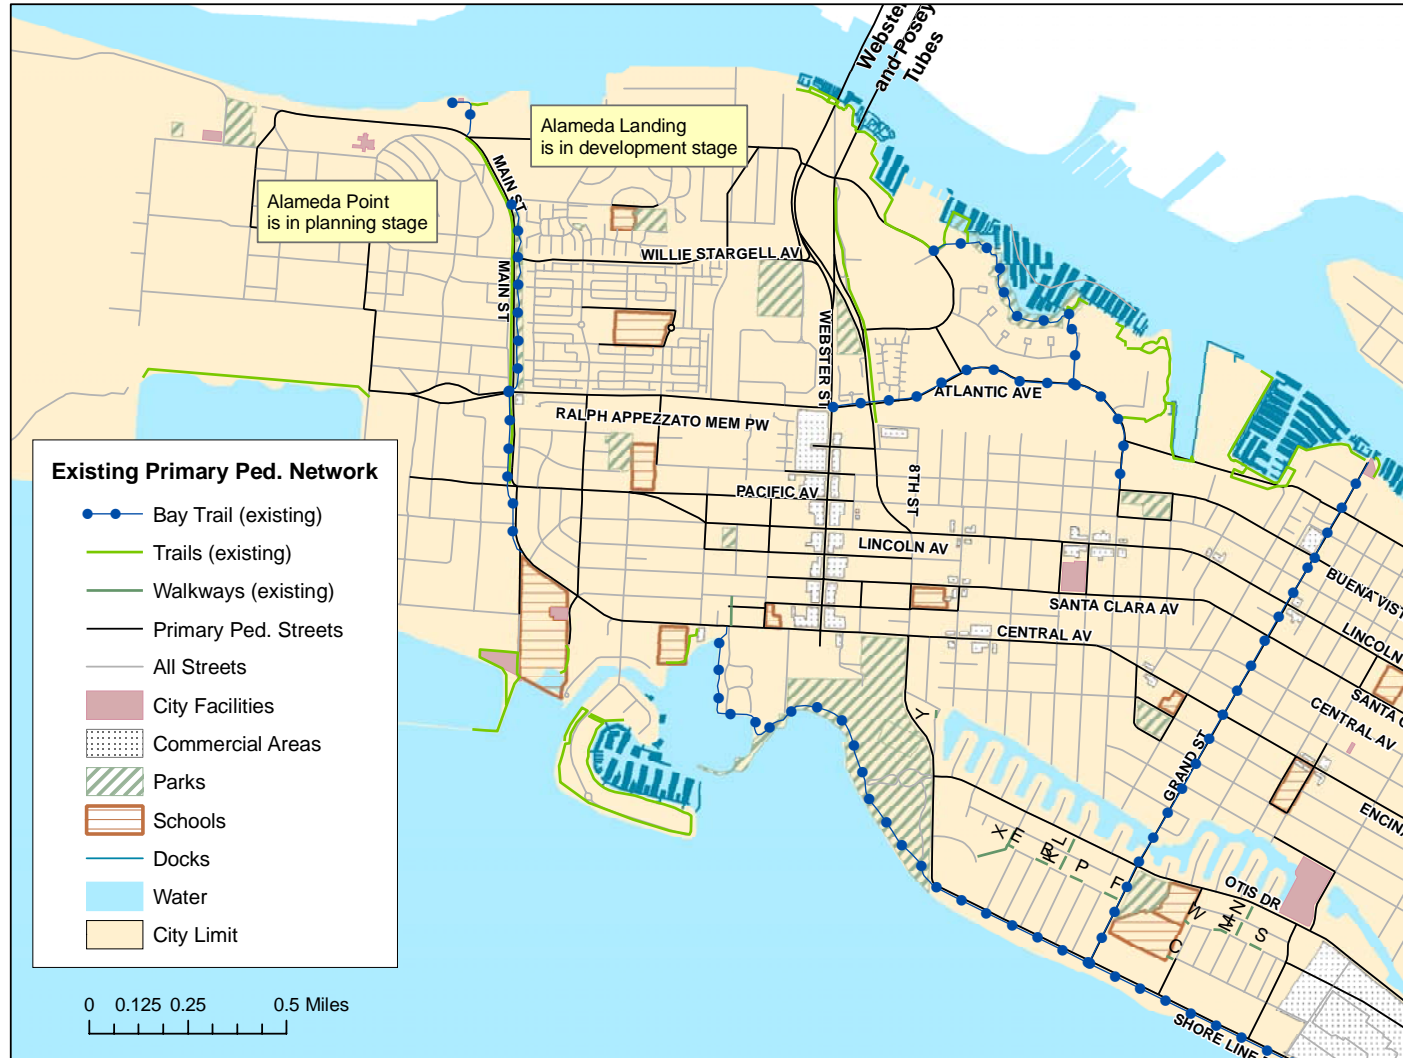 Webster
and Posey
Tubes
Alameda Landing
is in development stage
Alameda Point
is in planning stage
MAIN ST
MAIN ST
WILLIE STARGELL AV
WEBSTER ST
ATLANTIC AVE
RALPH APPEZZATO MEM PW
PACIFIC AV
8TH ST
LINCOLN AV
SANTA CLARA AV
CENTRAL AV
BUENA VIST
LINCOLN
SANTA C
CENTRAL AV
ENCINA
GRAND ST
OTIS DR
SHORE LINE
Y
X
E
B
K
L
P
F
W
M
N
S
C
Existing Primary Ped. Network
Bay Trail (existing)
Trails (existing)
Walkways (existing)
Primary Ped. Streets
All Streets
City Facilities
Commercial Areas
Parks
Schools
Docks
Water
City Limit
0 0.125 0.25 0.5 Miles